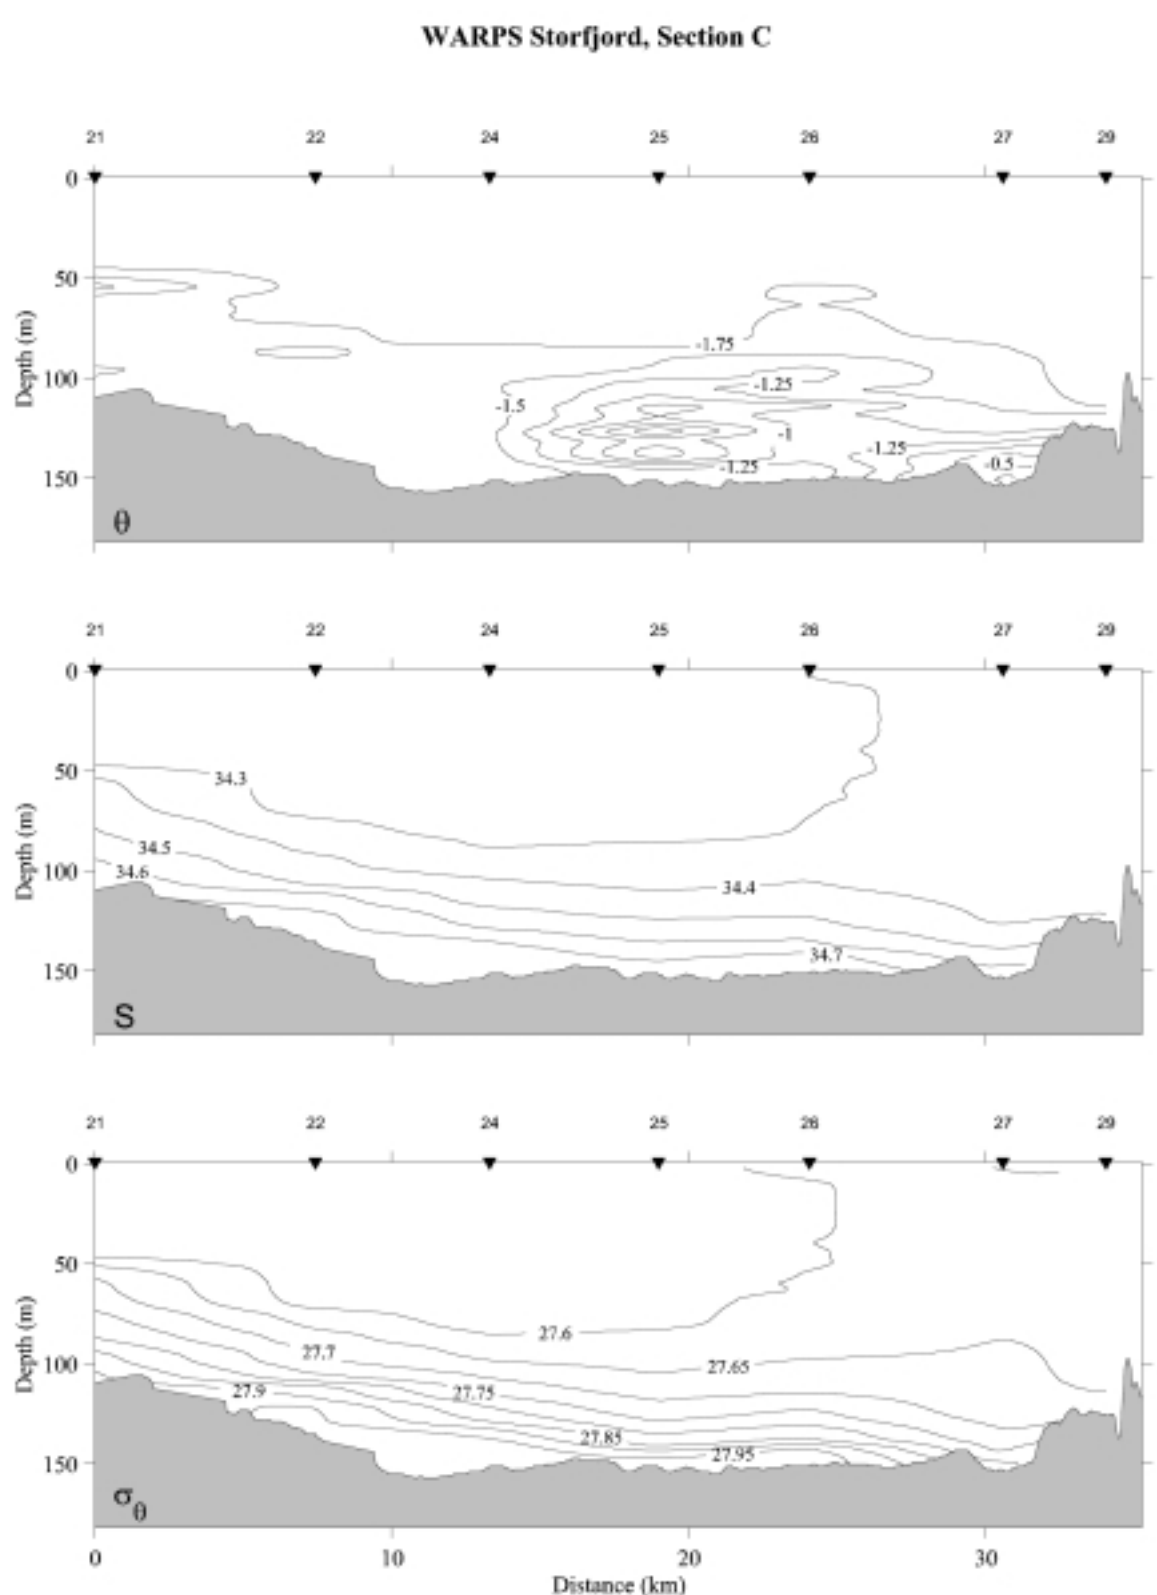 WARPS Storfjord, Section C
21 22 24 25 26 27 29
0
50
100
150
Depth (m)
-1.75
-1.25
-1.5
-1
-1.25
-1.25
-0.5
θ
21 22 24 25 26 27 29
0
50
100
150
Depth (m)
34.3
34.5
34.6
34.4
34.7
S
21 22 24 25 26 27 29
0
50
100
150
Depth (m)
27.6
27.7
27.65
27.9
27.75
27.85
27.95
σθ
0 10 20 30
Distance (km)